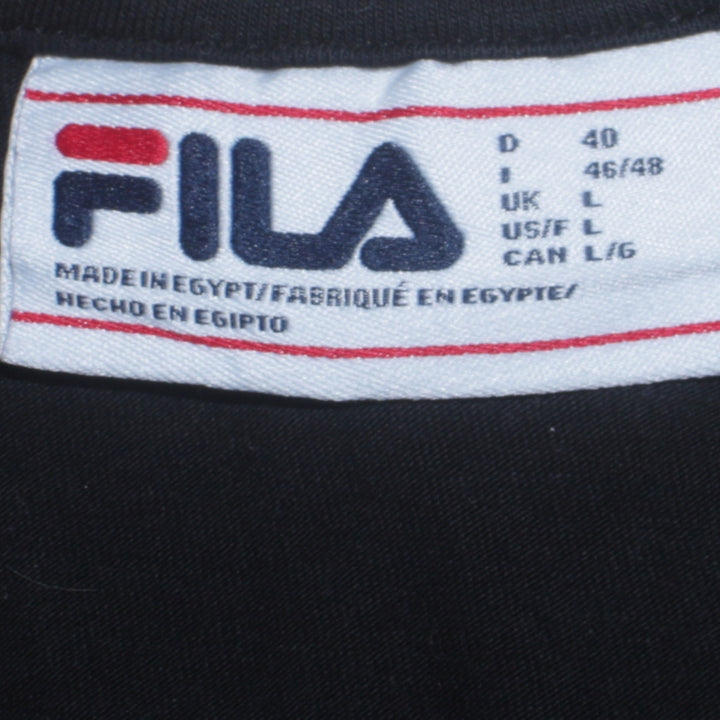 FILA
D 40
I 46/48
UK L
US/F L
CAN L/G
MADE IN EGYPT/FABRIQUÉ EN EGYPTE/
HECHO EN EGIPTO